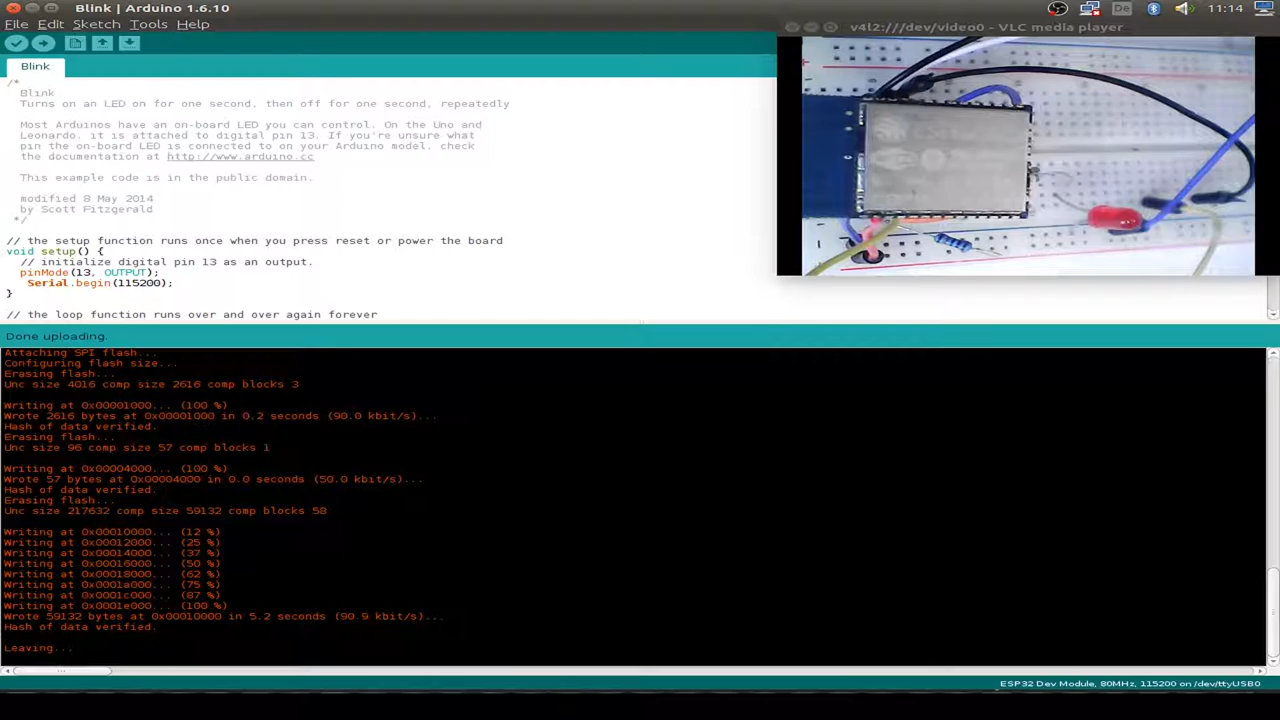 Blink | Arduino 1.6.10
De
11:14
File Edit Sketch Tools Help
v4l2:///dev/video0 - VLC media player
Blink
/*
Blink
Turns on an LED on for one second, then off for one second, repeatedly
Most Arduinos have an on-board LED you can control. On the Uno and
Leonardo, it is attached to digital pin 13. If you're unsure what
pin the on-board LED is connected to on your Arduino model, check
the documentation at http://www.arduino.cc
This example code is in the public domain.
modified 8 May 2014
by Scott Fitzgerald
*/
// the setup function runs once when you press reset or power the board
void setup() {
// initialize digital pin 13 as an output.
pinMode(13, OUTPUT);
Serial.begin(115200);
}
// the loop function runs over and over again forever
Done uploading.
Attaching SPI flash...
Configuring flash size...
Erasing flash...
Unc size 4016 comp size 2616 comp blocks 3
Writing at 0x00001000... (100 %)
Wrote 2616 bytes at 0x00001000 in 0.2 seconds (90.0 kbit/s)...
Hash of data verified.
Erasing flash...
Unc size 96 comp size 57 comp blocks 1
Writing at 0x00004000... (100 %)
Wrote 57 bytes at 0x00004000 in 0.0 seconds (50.0 kbit/s)...
Hash of data verified.
Erasing flash...
Unc size 217632 comp size 59132 comp blocks 58
Writing at 0x00010000... (12 %)
Writing at 0x00012000... (25 %)
Writing at 0x00014000... (37 %)
Writing at 0x00016000... (50 %)
Writing at 0x00018000... (62 %)
Writing at 0x0001a000... (75 %)
Writing at 0x0001c000... (87 %)
Writing at 0x0001e000... (100 %)
Wrote 59132 bytes at 0x00010000 in 5.2 seconds (90.9 kbit/s)...
Hash of data verified.
Leaving...
ESP32 Dev Module, 80MHz, 115200 on /dev/ttyUSB0